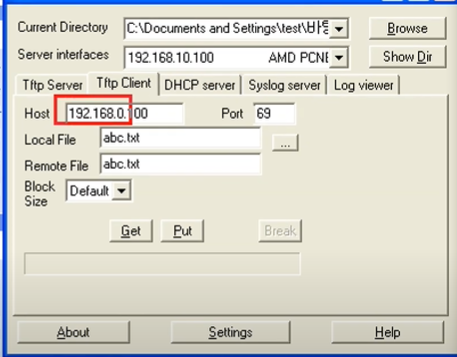 Current Directory C:\Documents and Settings\test\바탕 Browse
Server interfaces 192.168.10.100 AMD PCNE Show Dir
Tftp Server Tftp Client DHCP server Syslog server Log viewer
Host 192.168.0.100 Port 69
Local File abc.txt ...
Remote File abc.txt
Block
Size Default
Get Put Break
About Settings Help